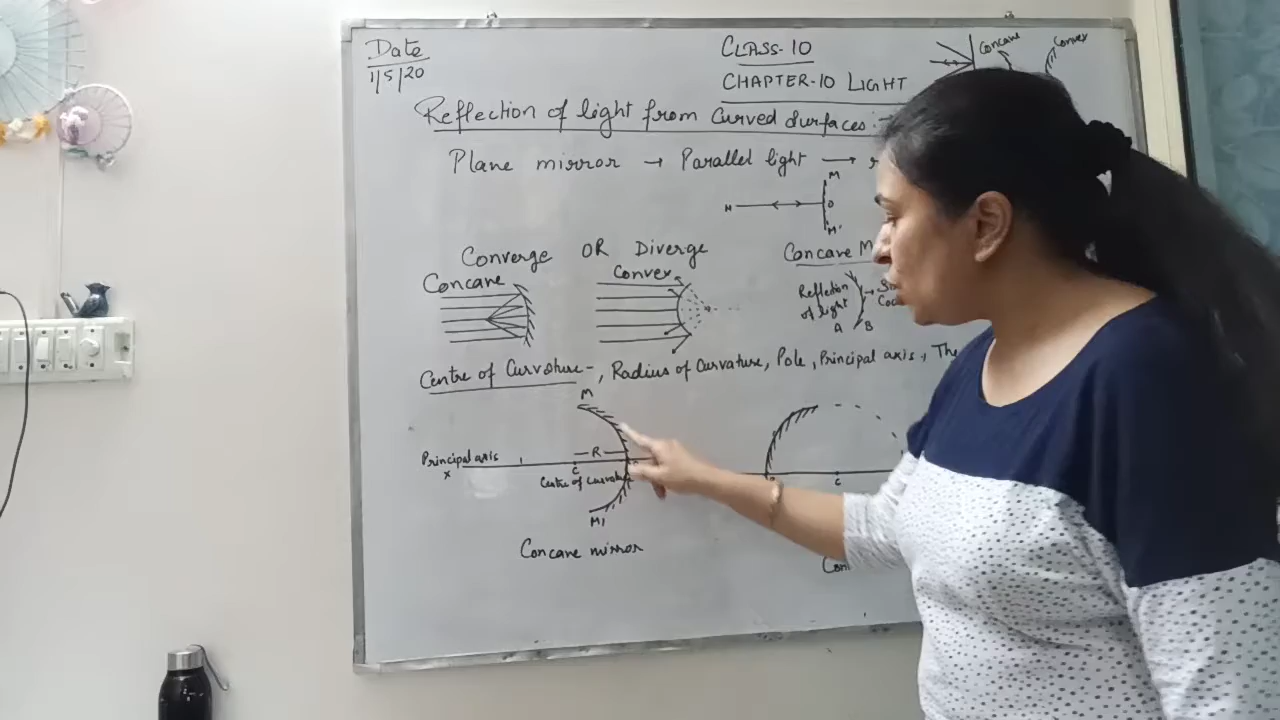 Date
1/5/20
CLASS-10
CHAPTER-10 LIGHT
Concave
Convex
Reflection of light from Curved surfaces :-
Plane mirror → Parallel light →
M
N
O
M'
Converge OR Diverge
Concave
Convex
Concave M
Reflection
of light
A
B
Centre of Curvature-, Radius of Curvature, Pole, Principal axis, The
M
Principal axis
X
R
C
Centre of Curvature
M1
Concave mirror
C